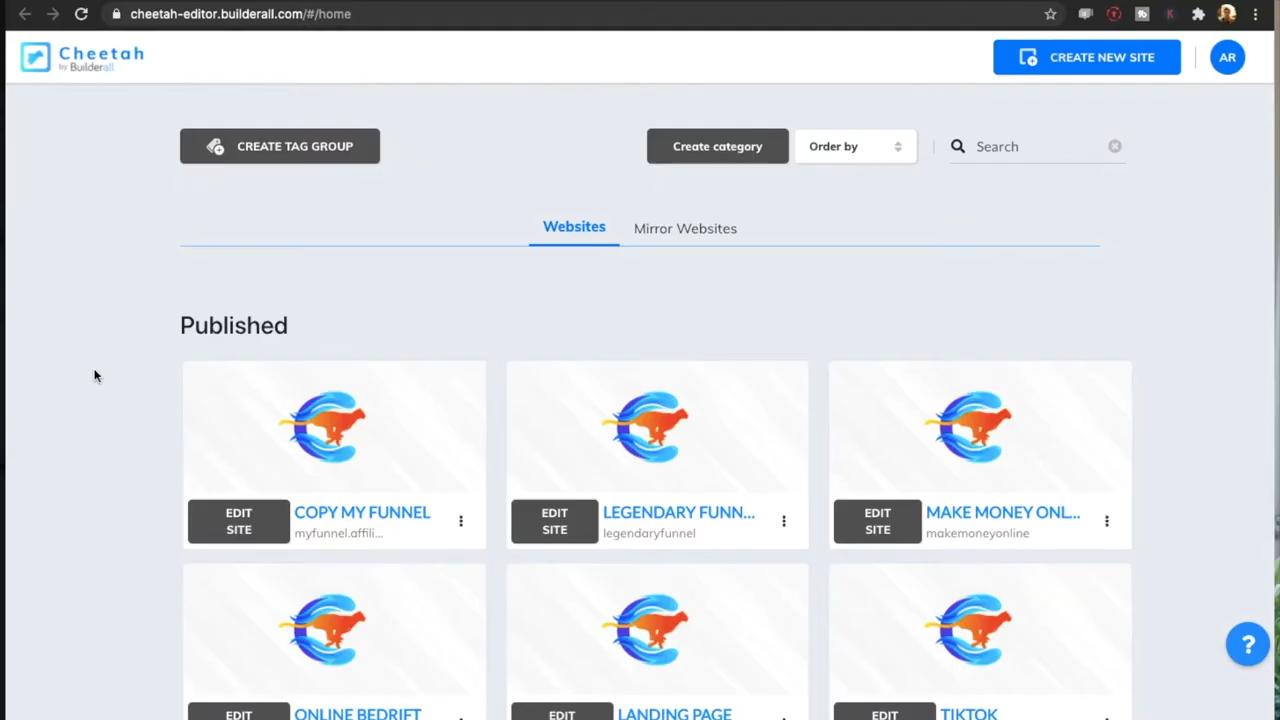 cheetah-editor.builderall.com/#/home
Cheetah
by Builderall
CREATE NEW SITE
AR
CREATE TAG GROUP
Create category
Order by
Search
Websites
Mirror Websites
Published
EDIT SITE
COPY MY FUNNEL
myfunnel.affili...
EDIT SITE
LEGENDARY FUNN...
legendaryfunnel
EDIT SITE
MAKE MONEY ONL...
makemoneyonline
?
EDIT
ONLINE BEDRIFT
EDIT
LANDING PAGE
EDIT
TIKTOK